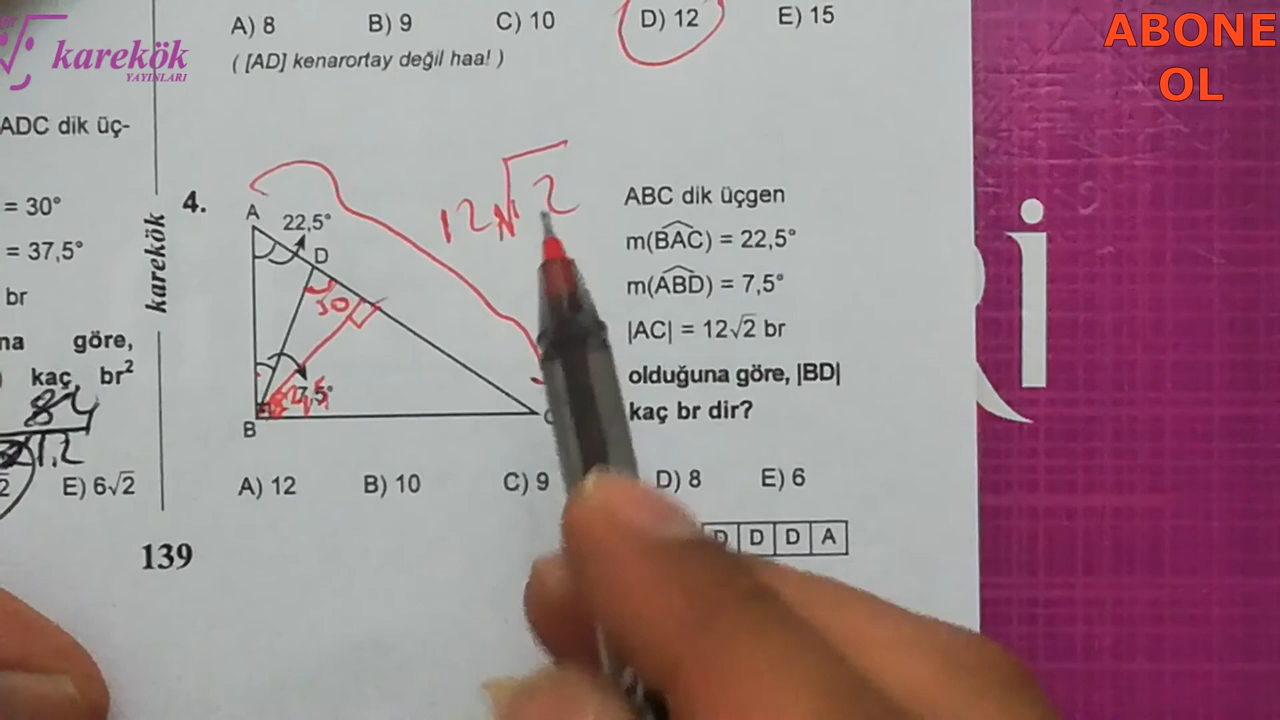 A) 8 B) 9 C) 10 D) 12 E) 15
( [AD] kenarortay değil haa! )
karekök
YAYINLARI
ABONE
OL
ADC dik üç-
= 30°
= 37,5°
br
na göre,
kaç br²
E) 6√2
karekök
4.
A
22,5°
D
30
12√2
7,5°
B
ABC dik üçgen
m(BAC) = 22,5°
m(ABD) = 7,5°
|AC| = 12√2 br
olduğuna göre, |BD|
kaç br dir?
A) 12 B) 10 C) 9 D) 8 E) 6
D D D A
139